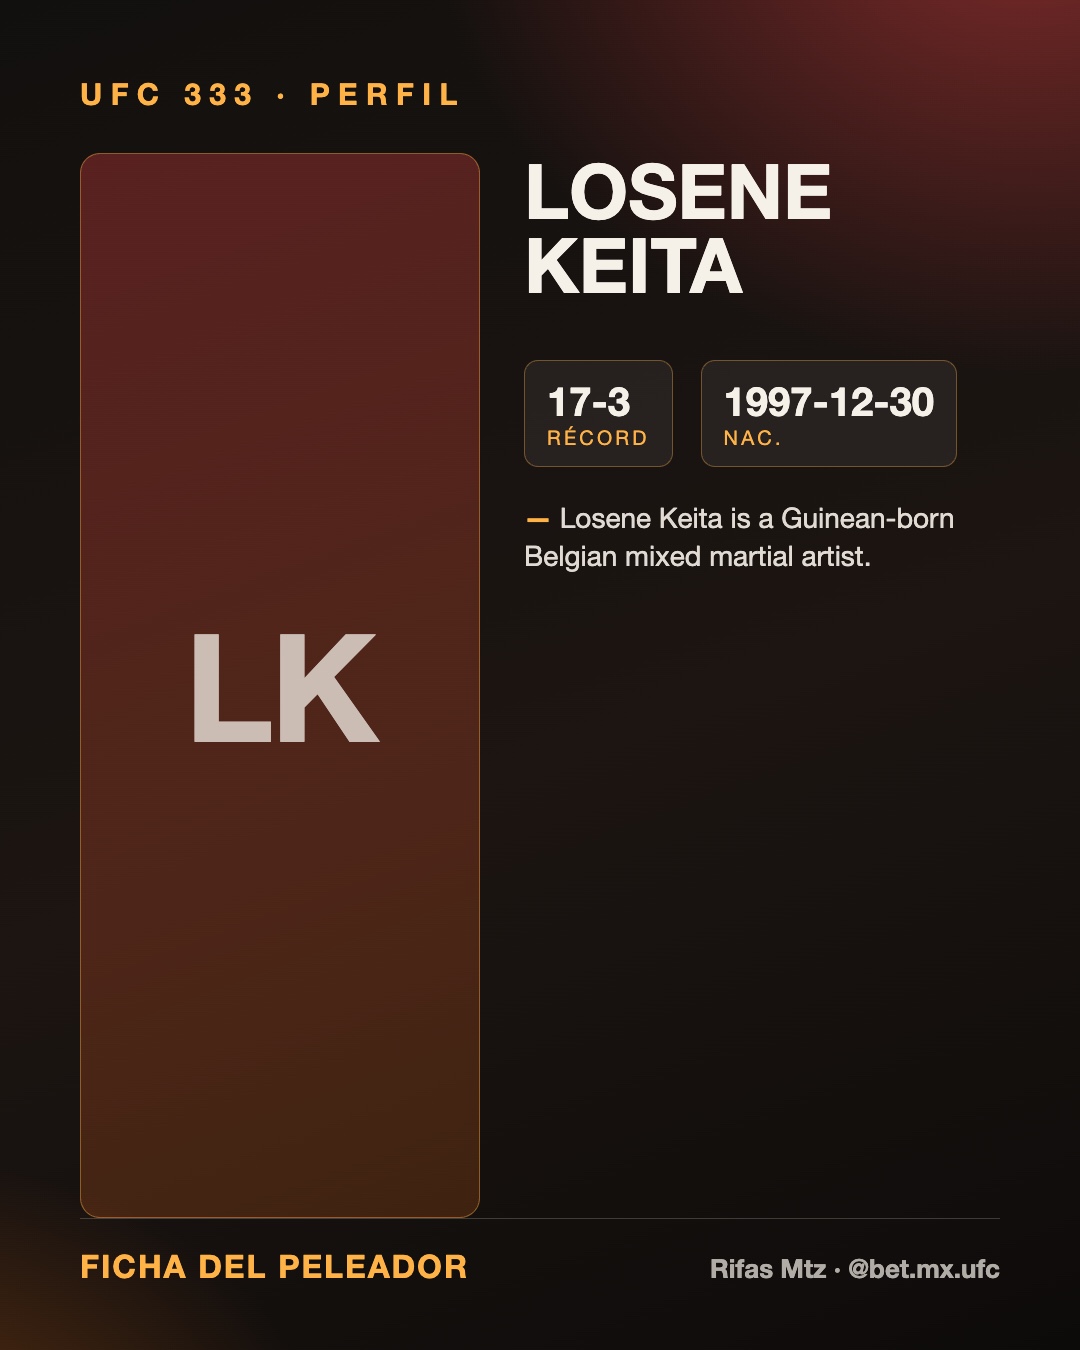 UFC 333 · PERFIL
LOSENE
KEITA
17-3
RÉCORD
1997-12-30
NAC.
— Losene Keita is a Guinean-born
Belgian mixed martial artist.
LK
FICHA DEL PELEADOR
Rifas Mtz · @bet.mx.ufc